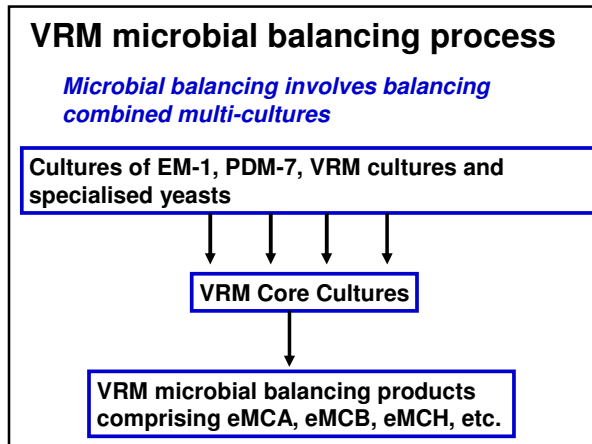 VRM microbial balancing process
Microbial balancing involves balancing
combined multi-cultures
Cultures of EM-1, PDM-7, VRM cultures and
specialised yeasts
VRM Core Cultures
VRM microbial balancing products
comprising eMCA, eMCB, eMCH, etc.